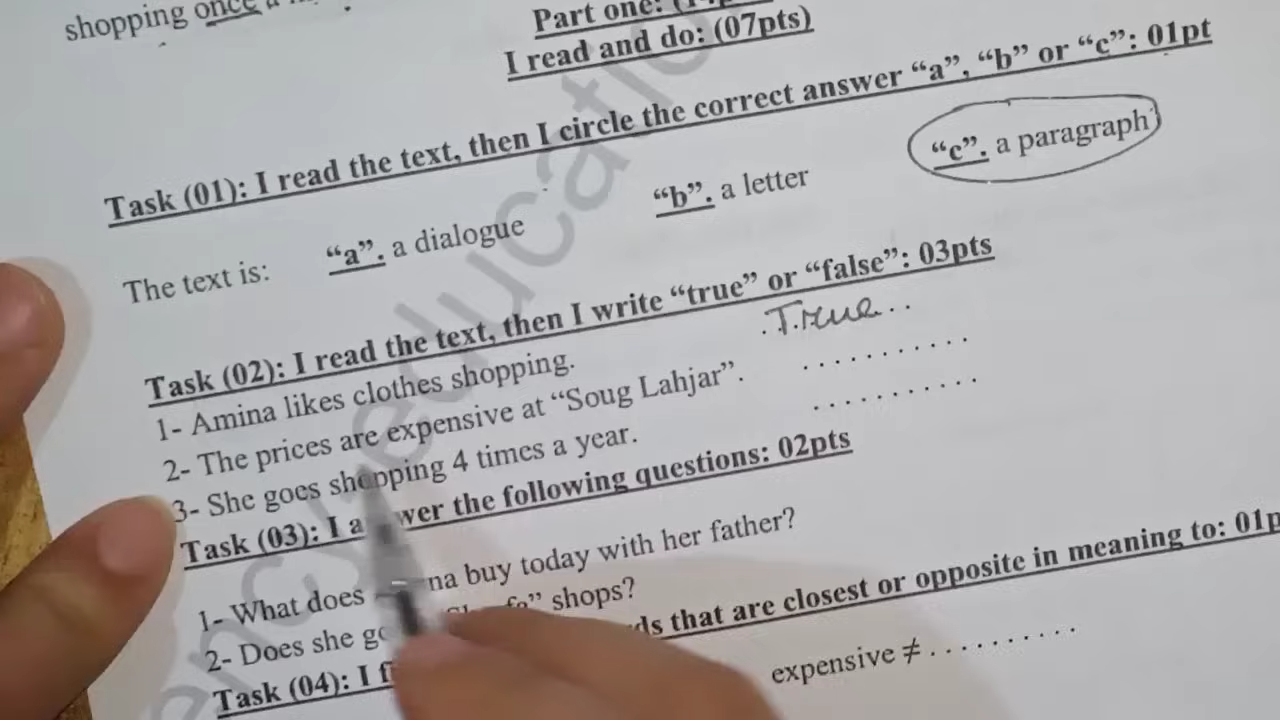 shopping once a
Part one:
I read and do: (07pts)
Task (01): I read the text, then I circle the correct answer “a”, “b” or “c”: 01pt
The text is: “a”. a dialogue “b”. a letter “c”. a paragraph
Task (02): I read the text, then I write “true” or “false”: 03pts
1- Amina likes clothes shopping. .True..
2- The prices are expensive at “Soug Lahjar”. ..........
3- She goes shopping 4 times a year. ..........
Task (03): I answer the following questions: 02pts
1- What does na buy today with her father?
2- Does she go shops?
Task (04): I f ds that are closest or opposite in meaning to: 01p
expensive ≠ ..........
encyeducatio